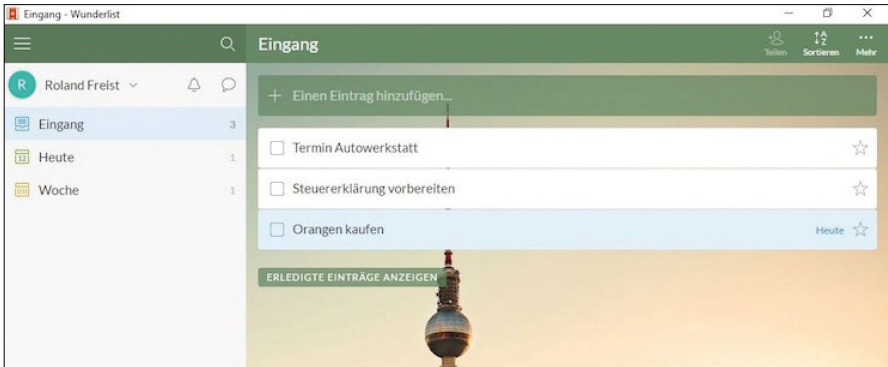 Eingang - Wunderlist
Eingang
Teilen
Sortieren
Mehr
R
Roland Freist
Einen Eintrag hinzufügen...
Eingang 3
Heute 1
Woche 1
Termin Autowerkstatt
Steuererklärung vorbereiten
Orangen kaufen Heute
ERLEDIGTE EINTRÄGE ANZEIGEN